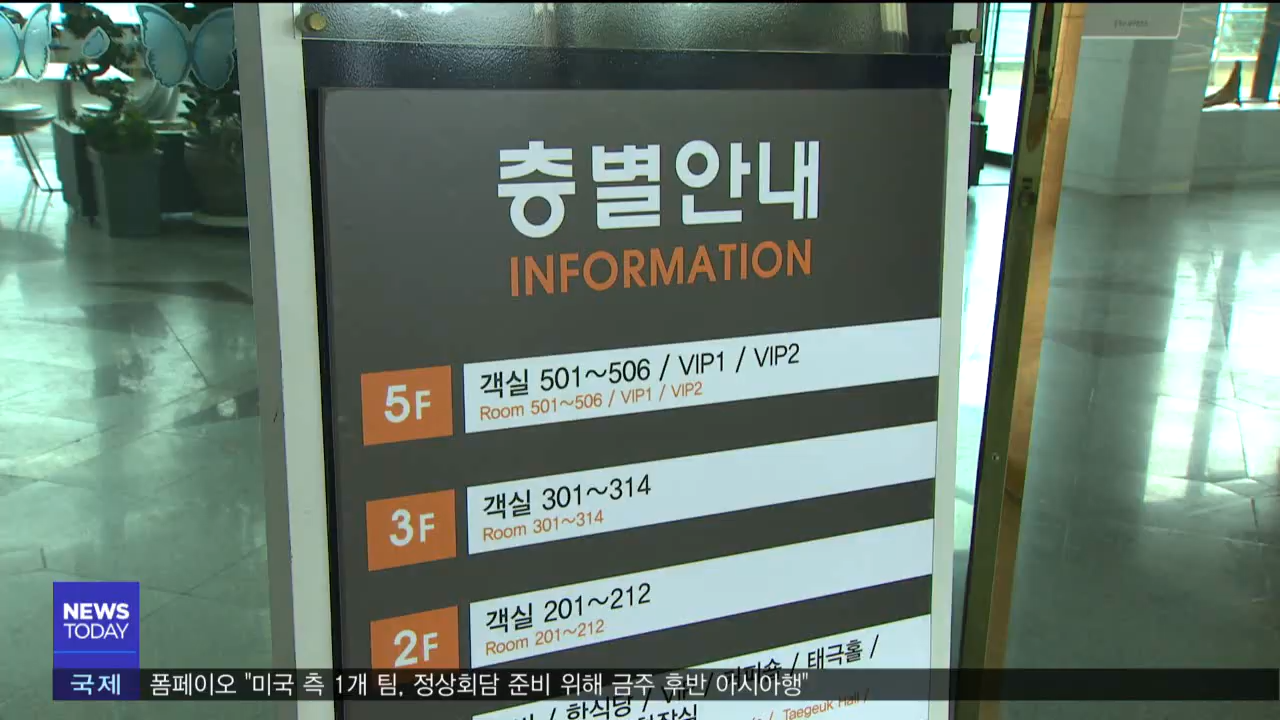 층별안내
INFORMATION
5F
객실 501~506 / VIP1 / VIP2
Room 501~506 / VIP1 / VIP2
3F
객실 301~314
Room 301~314
2F
객실 201~212
Room 201~212
/ 태극홀 /
/ 한식당 /
/ Taegeuk Hall /
NEWS
TODAY
국제 폼페이오 "미국 측 1개 팀, 정상회담 준비 위해 금주 후반 아시아행"